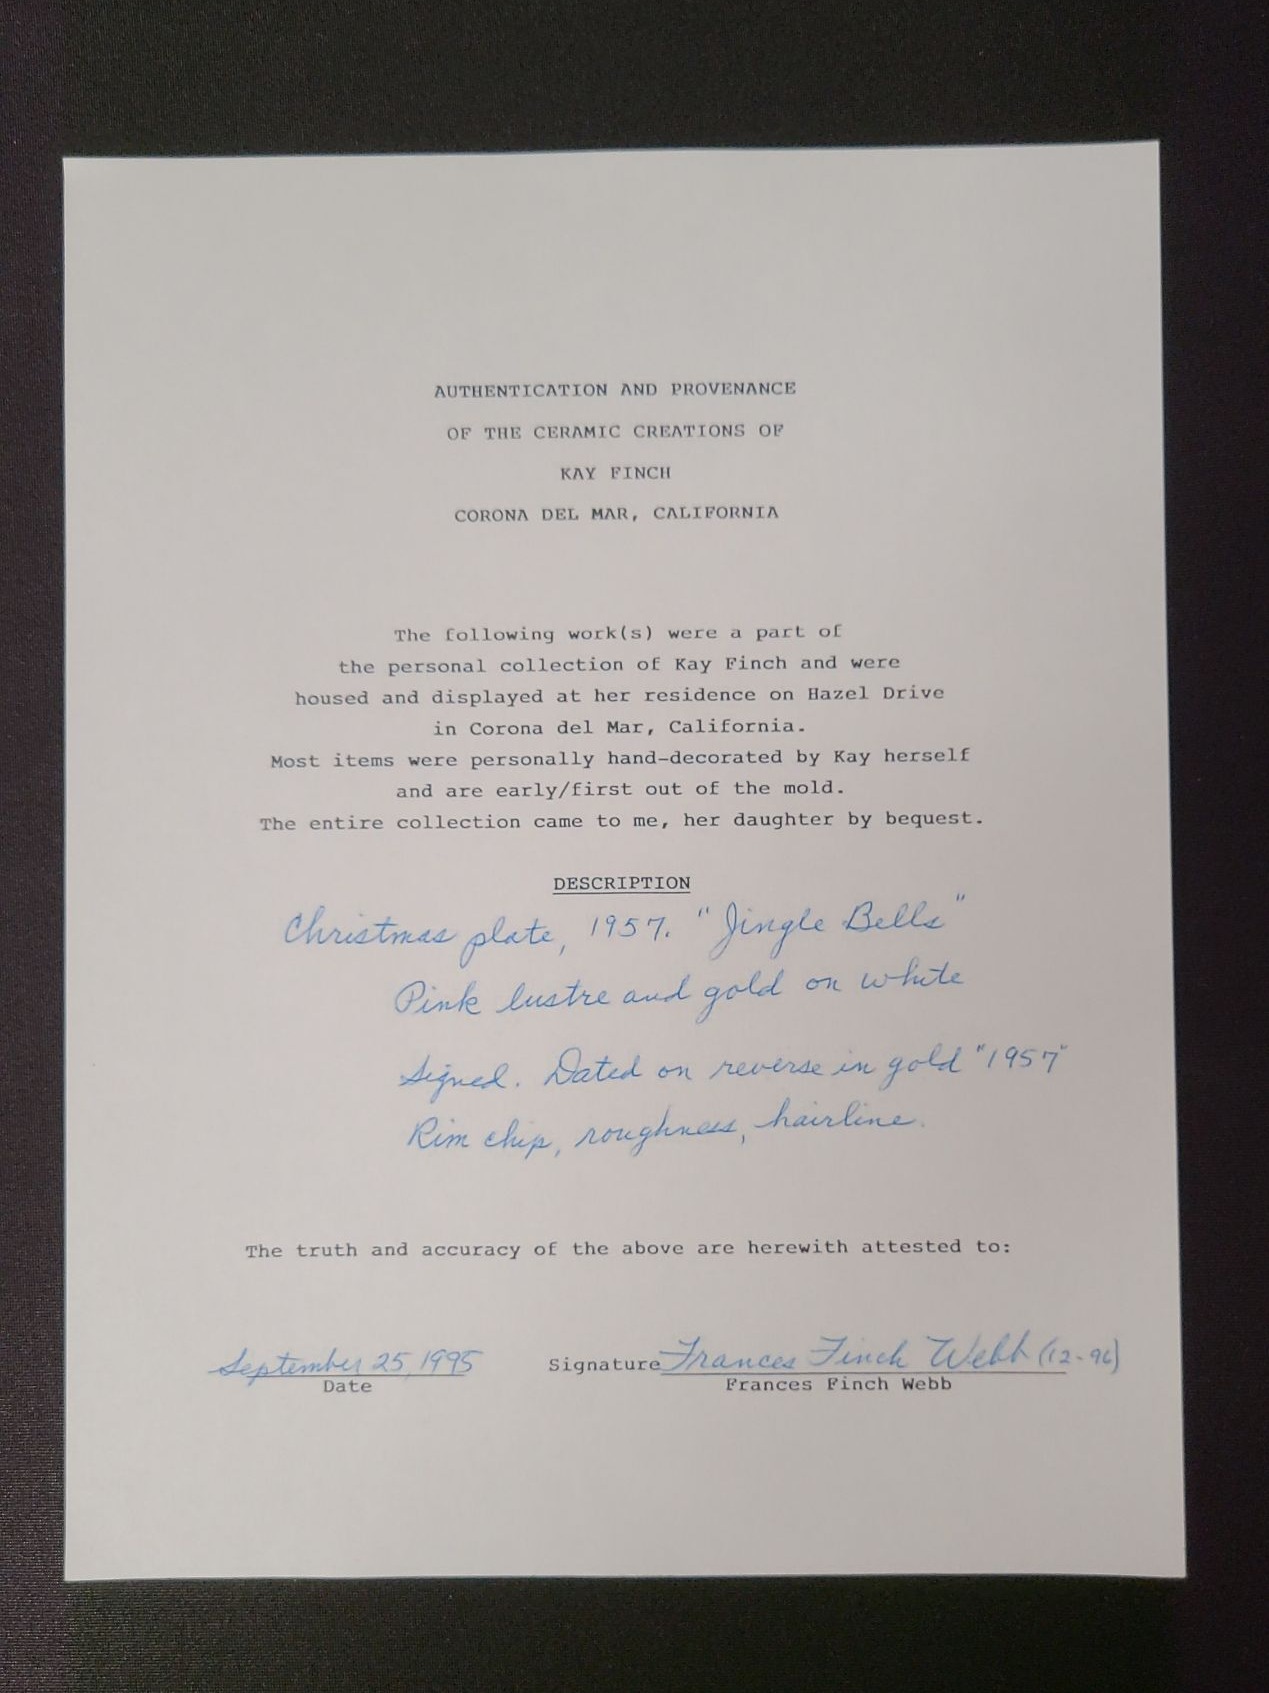 AUTHENTICATION AND PROVENANCE
OF THE CERAMIC CREATIONS OF
KAY FINCH
CORONA DEL MAR, CALIFORNIA
The following work(s) were a part of
the personal collection of Kay Finch and were
housed and displayed at her residence on Hazel Drive
in Corona del Mar, California.
Most items were personally hand-decorated by Kay herself
and are early/first out of the mold.
The entire collection came to me, her daughter by bequest.
DESCRIPTION
Christmas plate, 1957. "Jingle Bells"
Pink lustre and gold on white
Signed. Dated on reverse in gold "1957"
Rim chip, roughness, hairline.
The truth and accuracy of the above are herewith attested to:
September 25, 1995 Signature Frances Finch Webb (12-96)
Date Frances Finch Webb